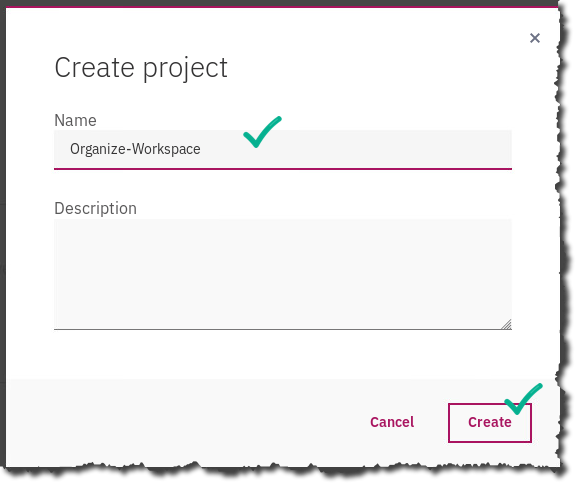 Create project
Name
Organize-Workspace
Description
Cancel
Create